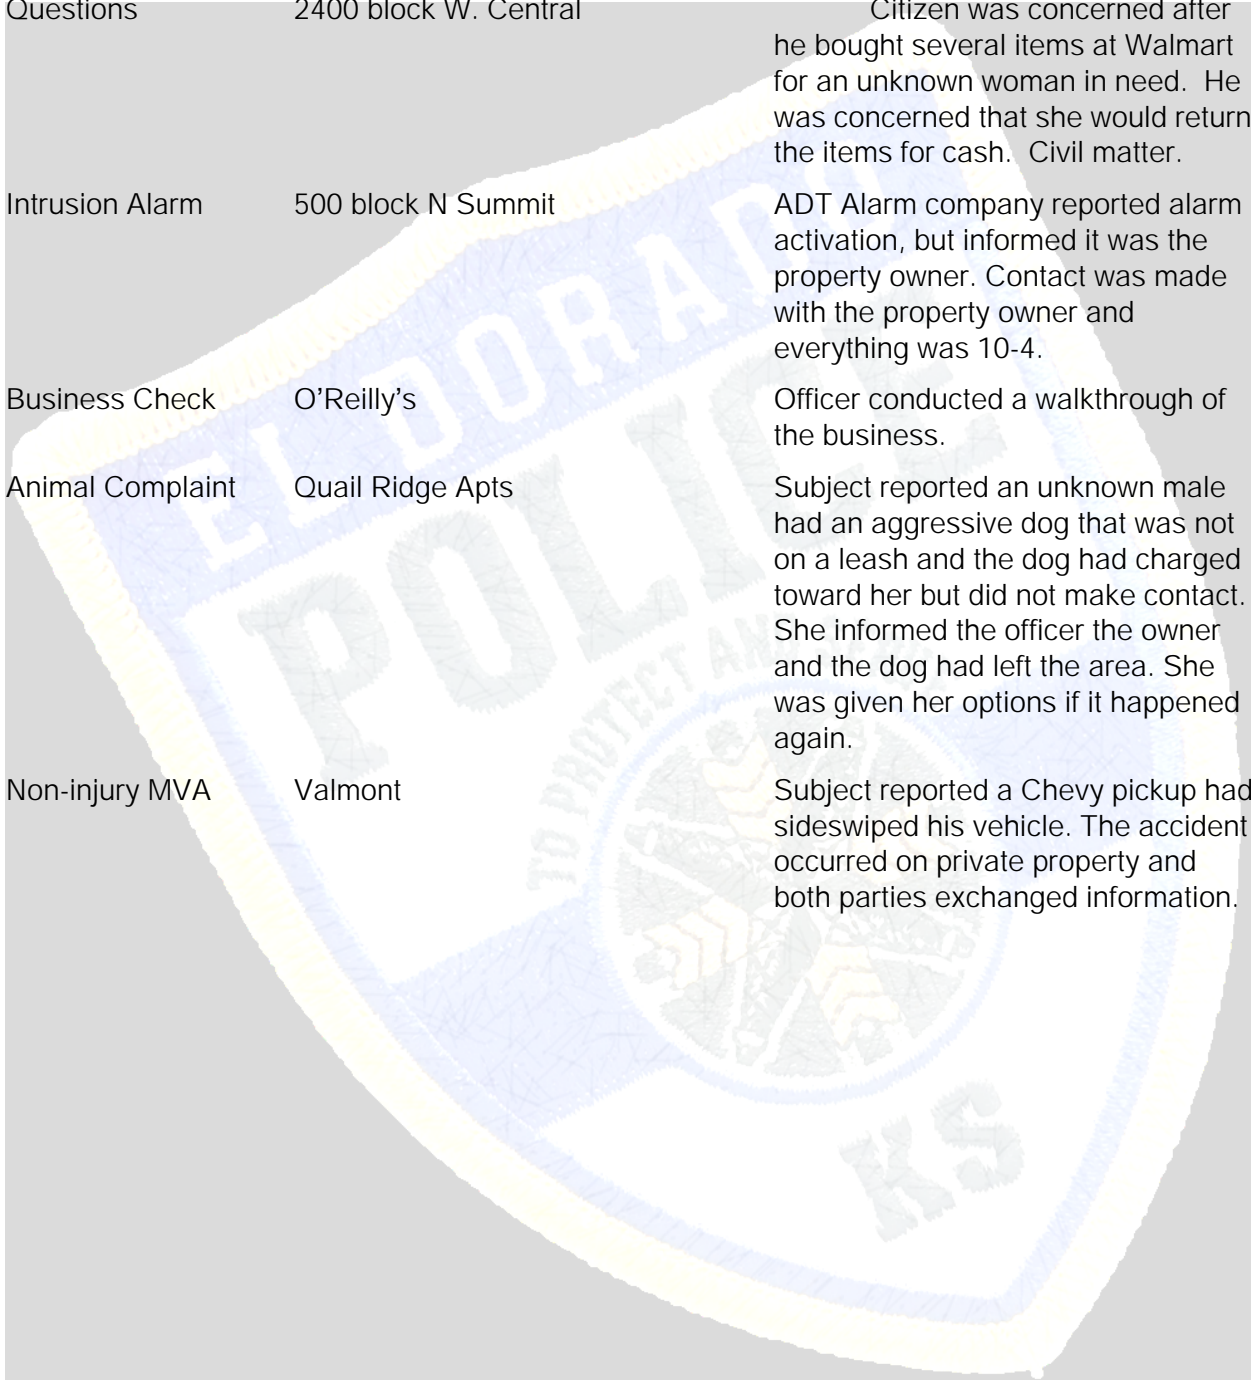 Questions 2400 block W. Central Citizen was concerned after
he bought several items at Walmart
for an unknown woman in need. He
was concerned that she would return
the items for cash. Civil matter.
Intrusion Alarm 500 block N Summit ADT Alarm company reported alarm
activation, but informed it was the
property owner. Contact was made
with the property owner and
everything was 10-4.
Business Check O’Reilly’s Officer conducted a walkthrough of
the business.
Animal Complaint Quail Ridge Apts Subject reported an unknown male
had an aggressive dog that was not
on a leash and the dog had charged
toward her but did not make contact.
She informed the officer the owner
and the dog had left the area. She
was given her options if it happened
again.
Non-injury MVA Valmont Subject reported a Chevy pickup had
sideswiped his vehicle. The accident
occurred on private property and
both parties exchanged information.
EL DORADO
POLICE
TO PROTECT AND
KS